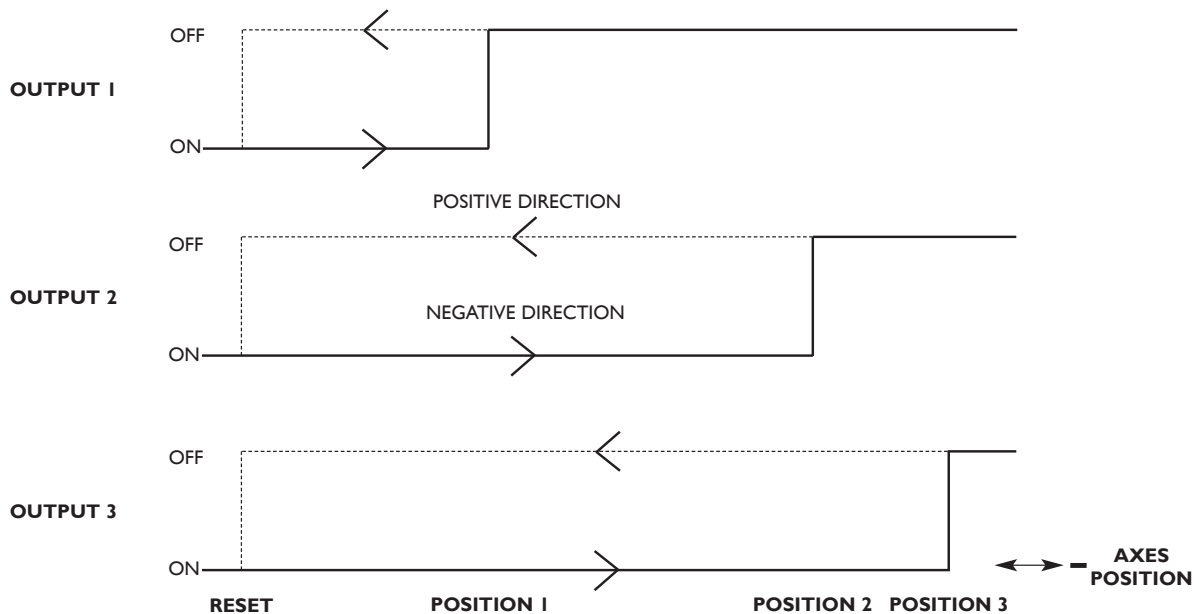 OFF
OUTPUT 1
ON
POSITIVE DIRECTION
OFF
OUTPUT 2
NEGATIVE DIRECTION
ON
OFF
OUTPUT 3
ON
– AXES
POSITION
RESET POSITION 1 POSITION 2 POSITION 3